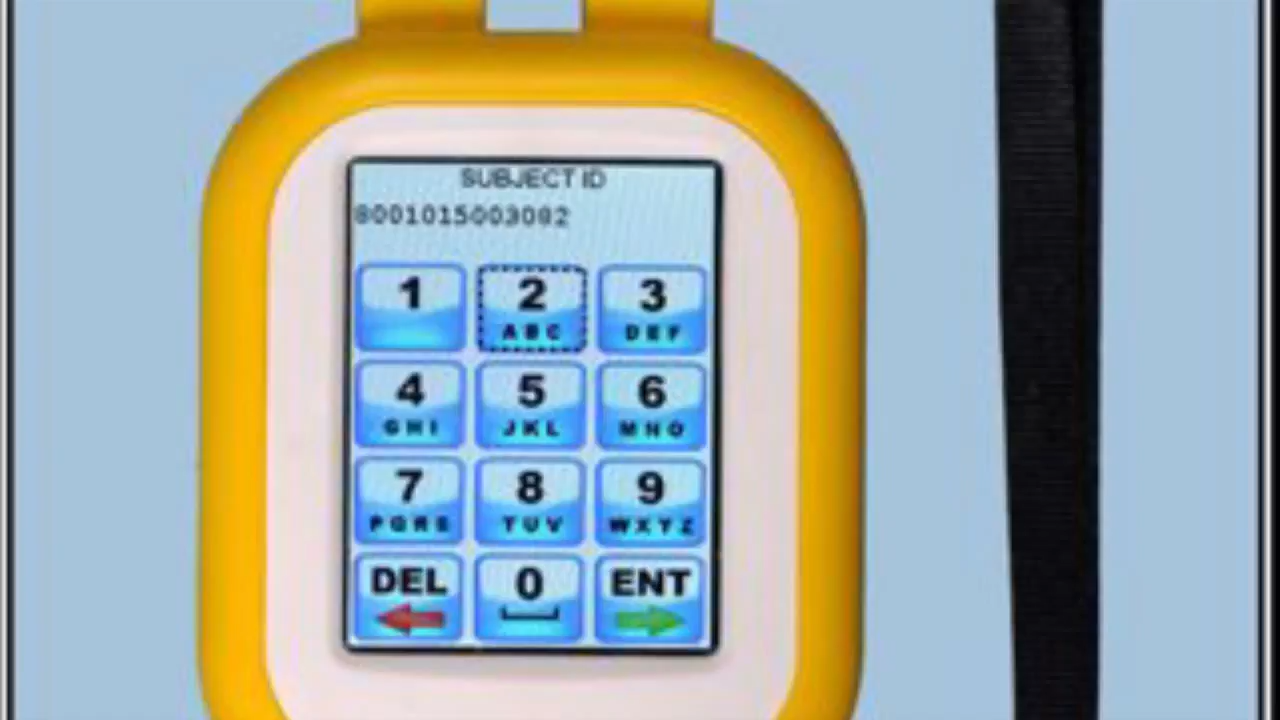 SUBJECT ID
8001015003082
1 2 3
ABC DEF
4 5 6
GHI JKL MNO
7 8 9
PQRS TUV WXYZ
DEL 0 ENT